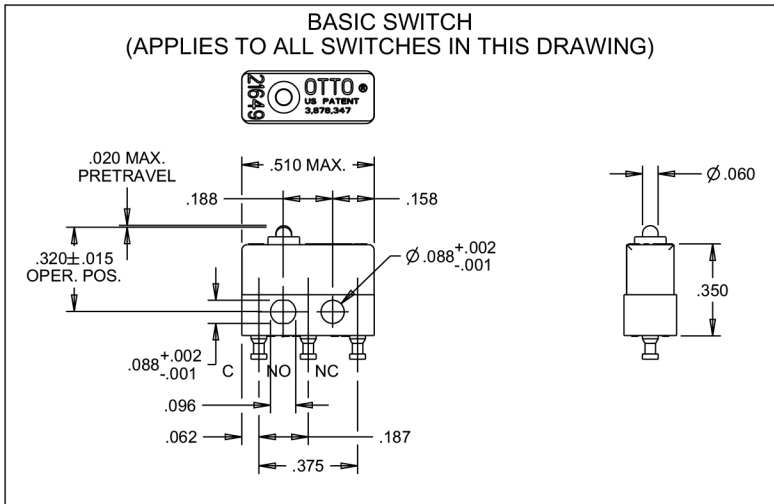 BASIC SWITCH
(APPLIES TO ALL SWITCHES IN THIS DRAWING)
21649
OTTO ®
US PATENT
3,878,347
.020 MAX.
PRETRAVEL
.510 MAX.
.188
.158
Ø.060
.320±.015
OPER. POS.
Ø.088+.002
-.001
.350
.088+.002
-.001
C
NO
NC
.096
.062
.187
.375